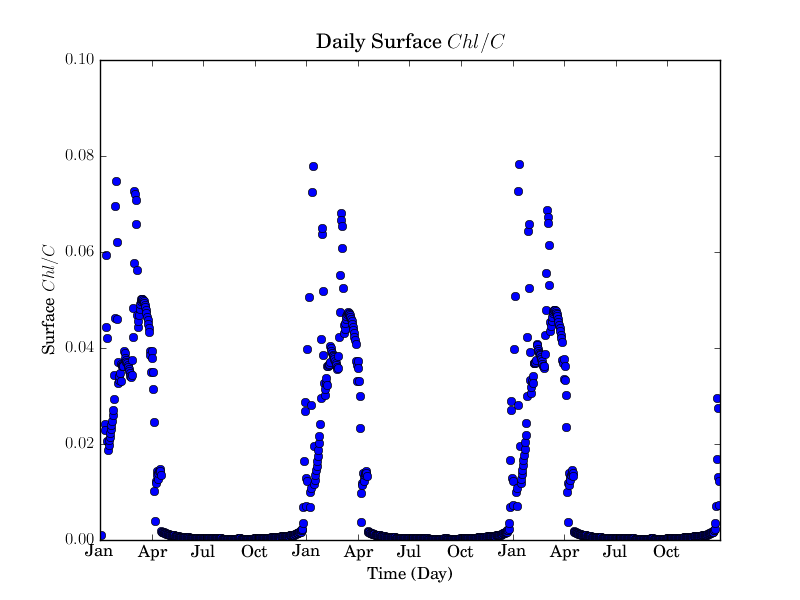 Daily Surface Chl/C
0.10
0.08
0.06
0.04
0.02
0.00
Surface Chl/C
Jan Apr Jul Oct Jan Apr Jul Oct Jan Apr Jul Oct
Time (Day)